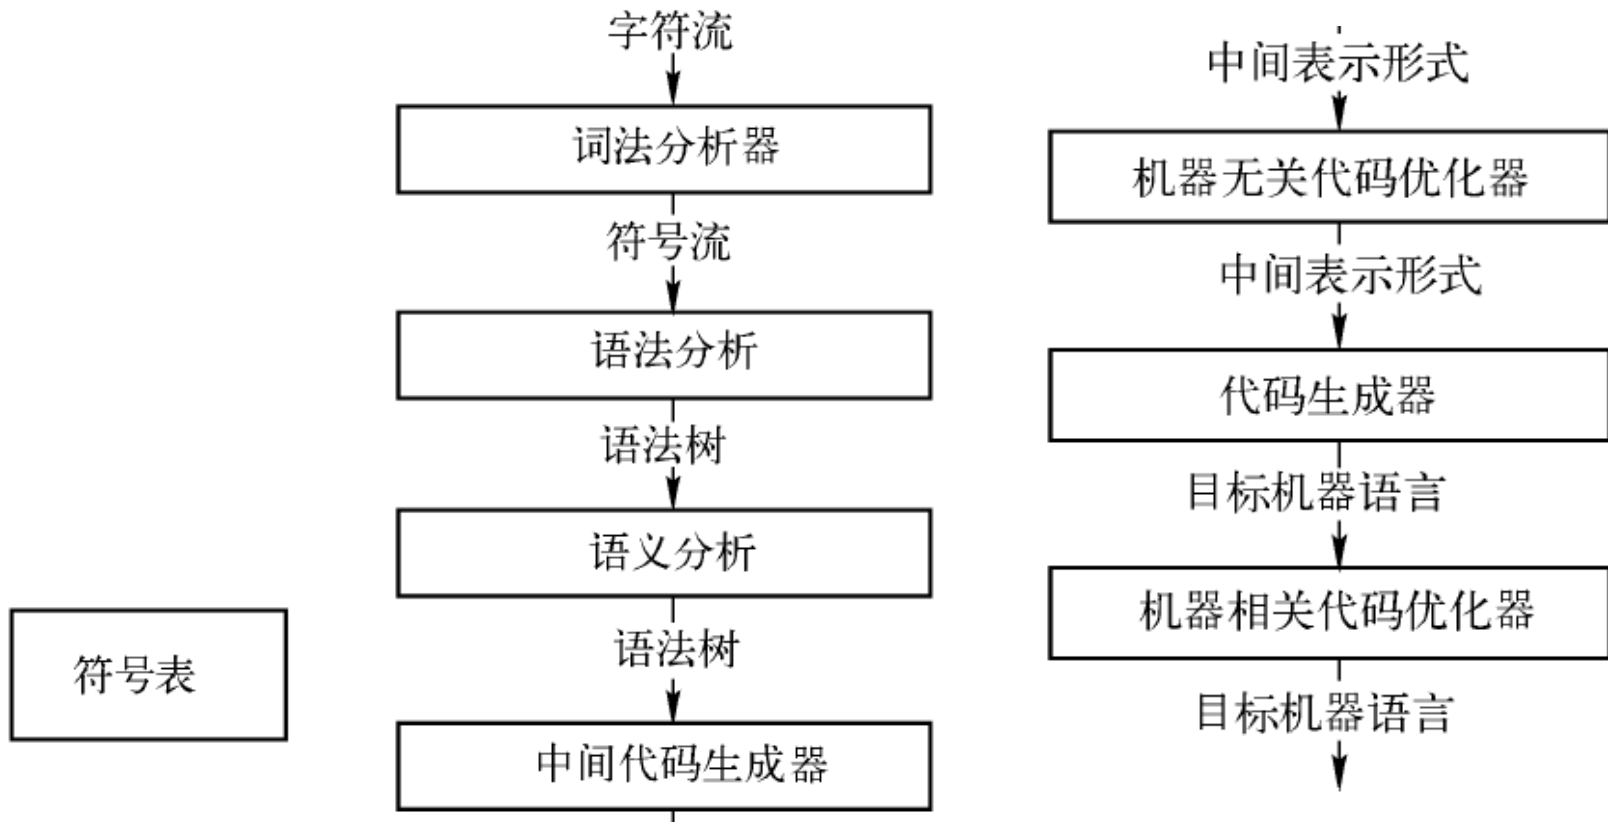 字符流
词法分析器
符号流
语法分析
语法树
语义分析
语法树
中间代码生成器
符号表
中间表示形式
机器无关代码优化器
中间表示形式
代码生成器
目标机器语言
机器相关代码优化器
目标机器语言